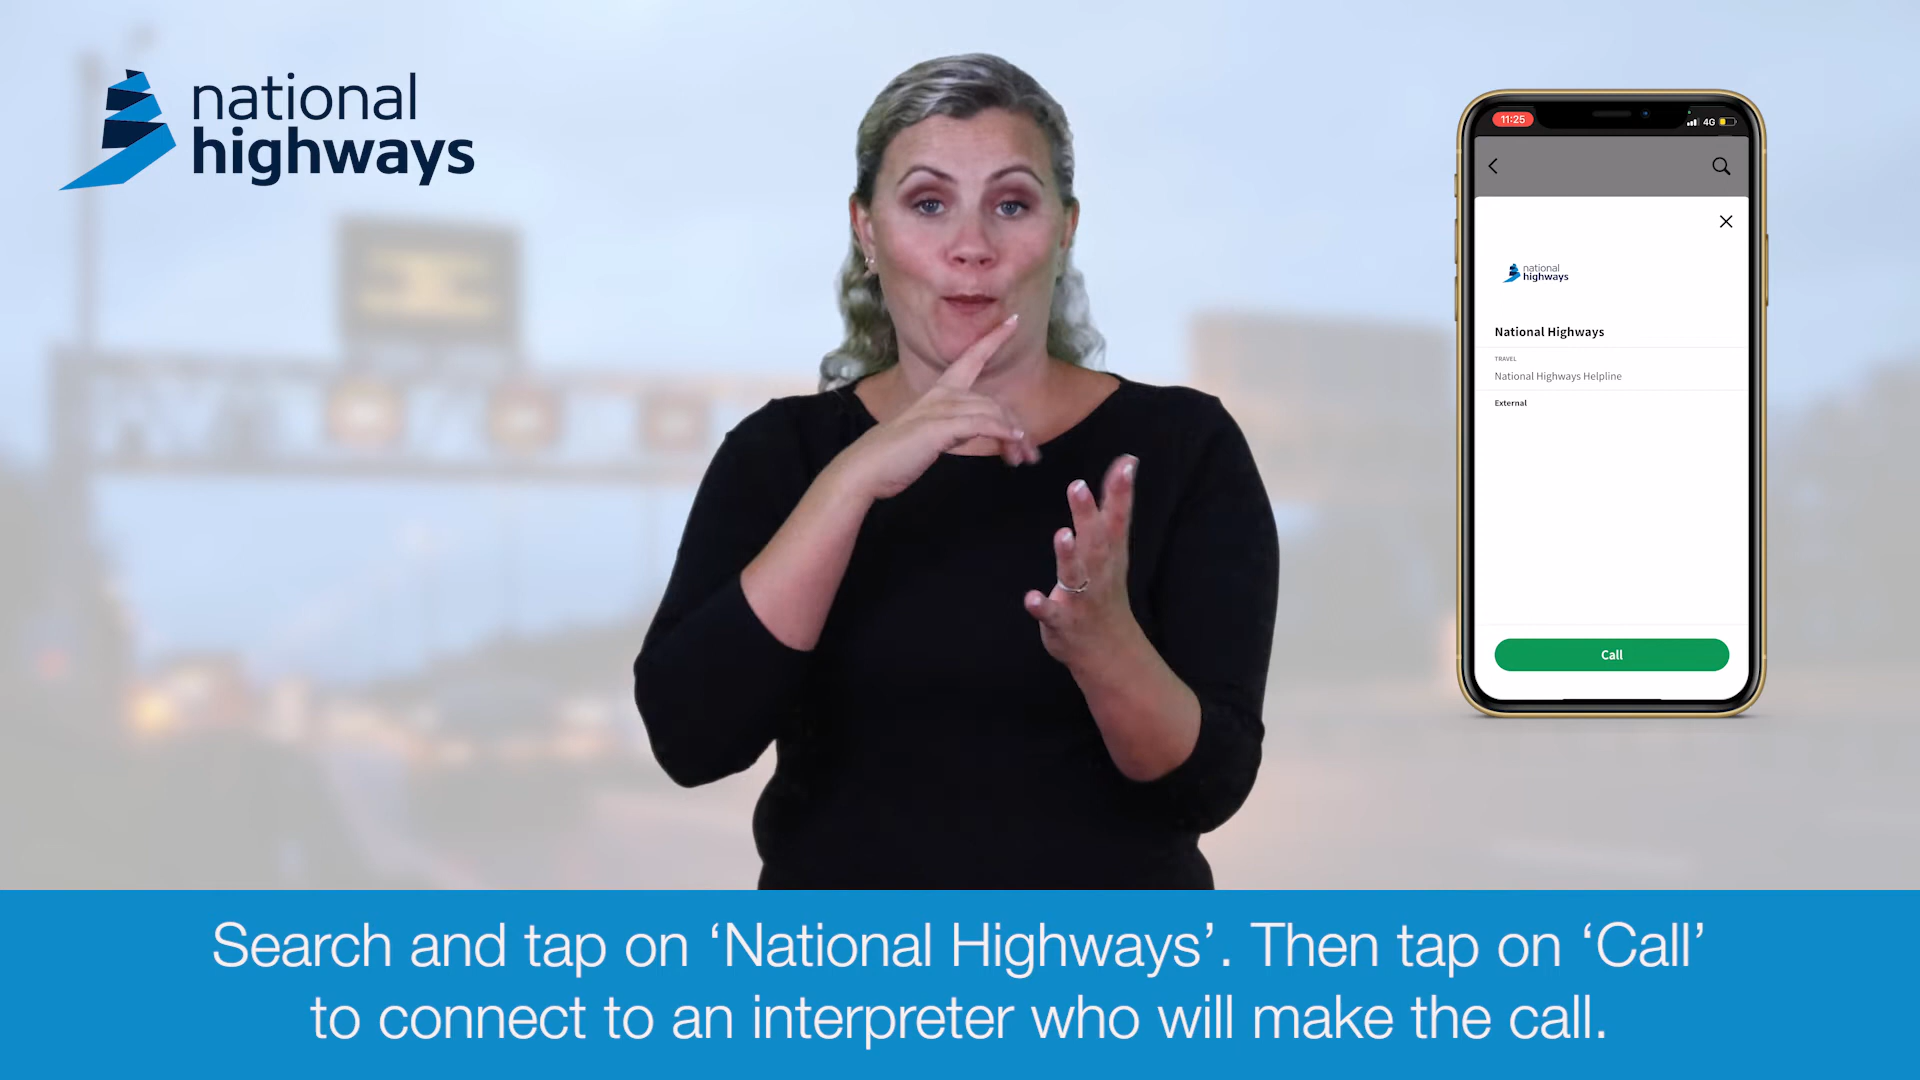 national
highways
11:25
4G
national
highways
National Highways
TRAVEL
National Highways Helpline
External
Call
Search and tap on ‘National Highways’. Then tap on ‘Call’
to connect to an interpreter who will make the call.